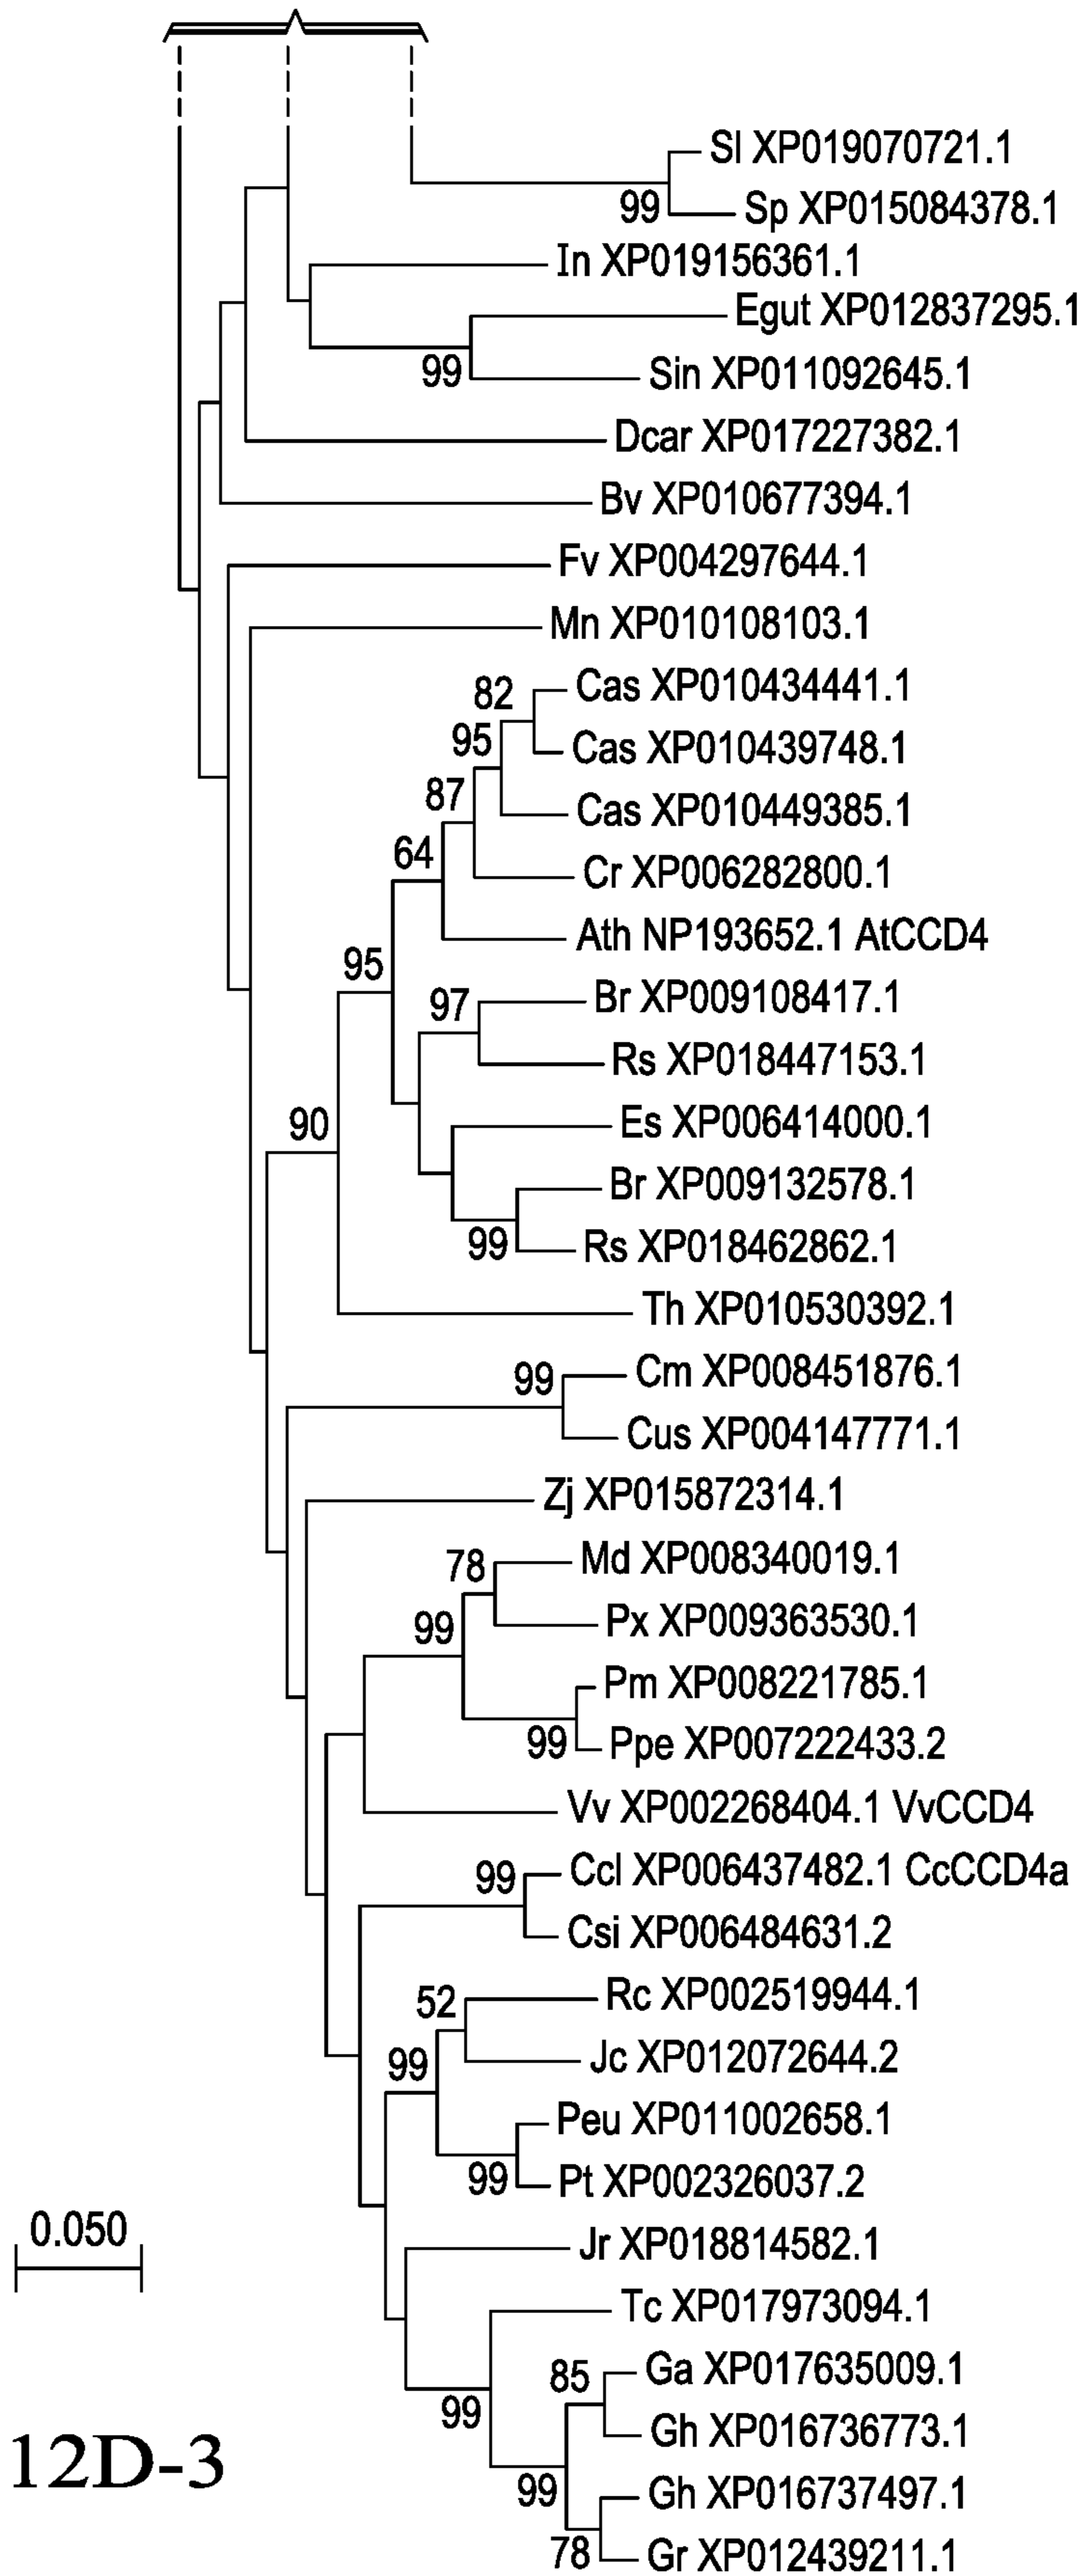 Sl XP019070721.1
99
Sp XP015084378.1
In XP019156361.1
Egut XP012837295.1
99
Sin XP011092645.1
Dcar XP017227382.1
Bv XP010677394.1
Fv XP004297644.1
Mn XP010108103.1
82
Cas XP010434441.1
95
Cas XP010439748.1
87
Cas XP010449385.1
64
Cr XP006282800.1
Ath NP193652.1 AtCCD4
95
97
Br XP009108417.1
Rs XP018447153.1
90
Es XP006414000.1
Br XP009132578.1
99
Rs XP018462862.1
Th XP010530392.1
99
Cm XP008451876.1
Cus XP004147771.1
Zj XP015872314.1
78
Md XP008340019.1
99
Px XP009363530.1
Pm XP008221785.1
99
Ppe XP007222433.2
Vv XP002268404.1 VvCCD4
99
Ccl XP006437482.1 CcCCD4a
Csi XP006484631.2
52
Rc XP002519944.1
99
Jc XP012072644.2
Peu XP011002658.1
99
Pt XP002326037.2
0.050
Jr XP018814582.1
Tc XP017973094.1
85
Ga XP017635009.1
99
Gh XP016736773.1
12D-3
99
Gh XP016737497.1
78
Gr XP012439211.1